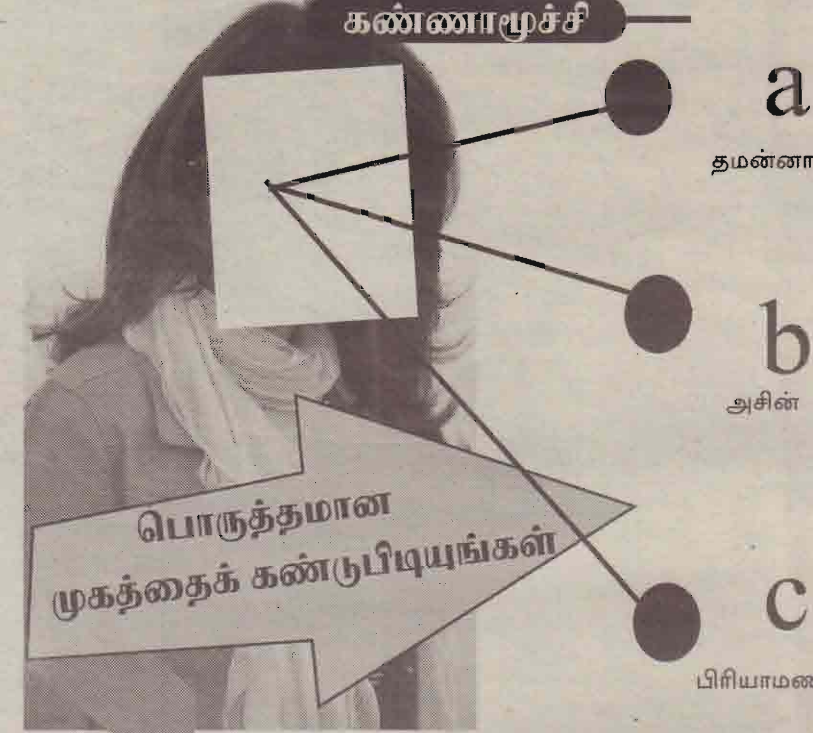 கண்ணாமூச்சி
a
தமன்னா
b
அசின்
பொருத்தமான
முகத்தைக் கண்டுபிடியுங்கள்
c
பிரியாமண